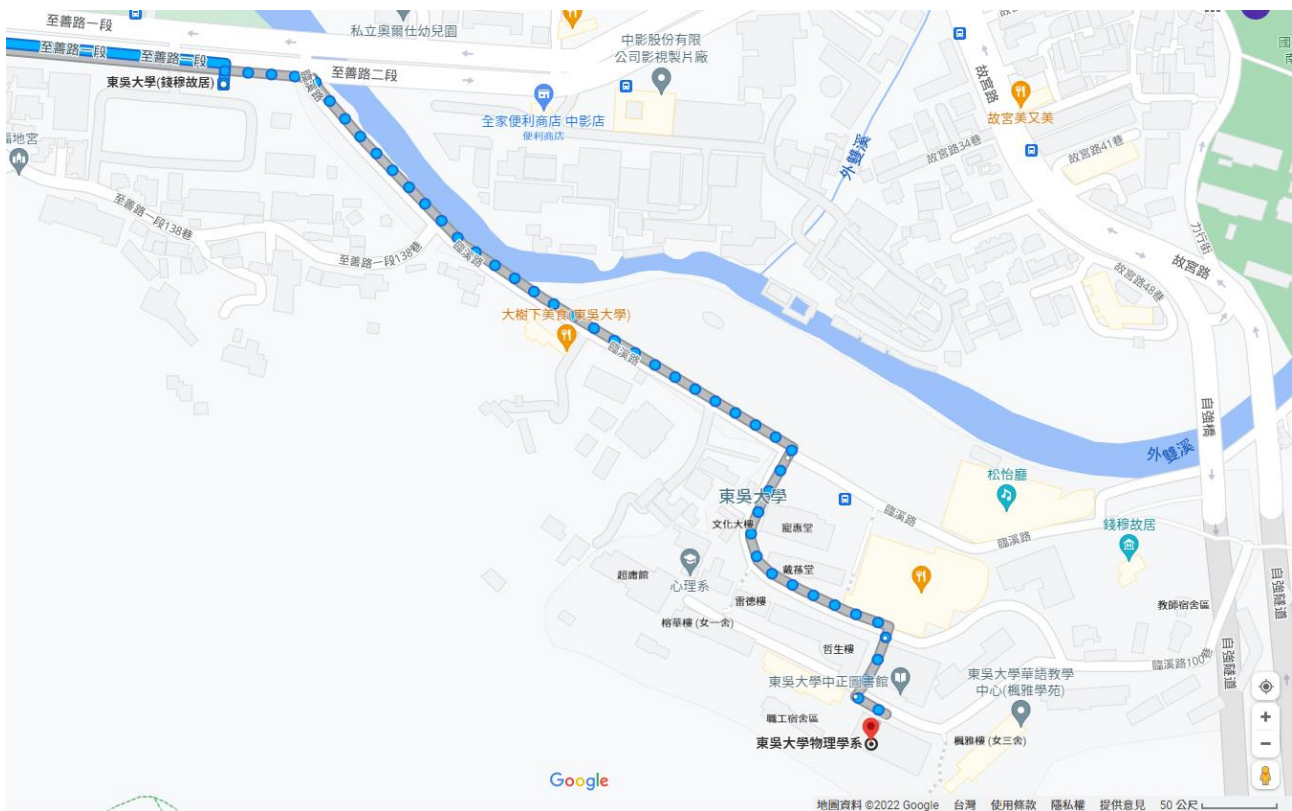 至善路一段
私立奧爾仕幼兒園
至善路一段
至善路二段
至善路二段
東吳大學(錢穆故居)
臨溪路
中影股份有限
公司影視製片廠
全家便利商店 中影店
便利商店
故宮路
故宮美又美
故宮路34巷
故宮路41巷
外雙溪
至善路一段138巷
至善路一段138巷
臨溪路
力行街
故宮路
故宮路48巷
大樹下美食(東吳大學)
臨溪路
自強橋
外雙溪
松怡廳
東吳大學
臨溪路
文化大樓
寵惠堂
錢穆故居
臨溪路
超庸館
心理系
戴蓀堂
雷德樓
教師宿舍區
自強隧道
榕華樓 (女一舍)
哲生樓
自強隧道
臨溪路100巷
東吳大學中正圖書館
東吳大學華語教學
中心(楓雅學苑)
職工宿舍區
東吳大學物理學系
楓雅樓 (女三舍)
Google
地圖資料 ©2022 Google 台灣 使用條款 隱私權 提供意見 50 公尺